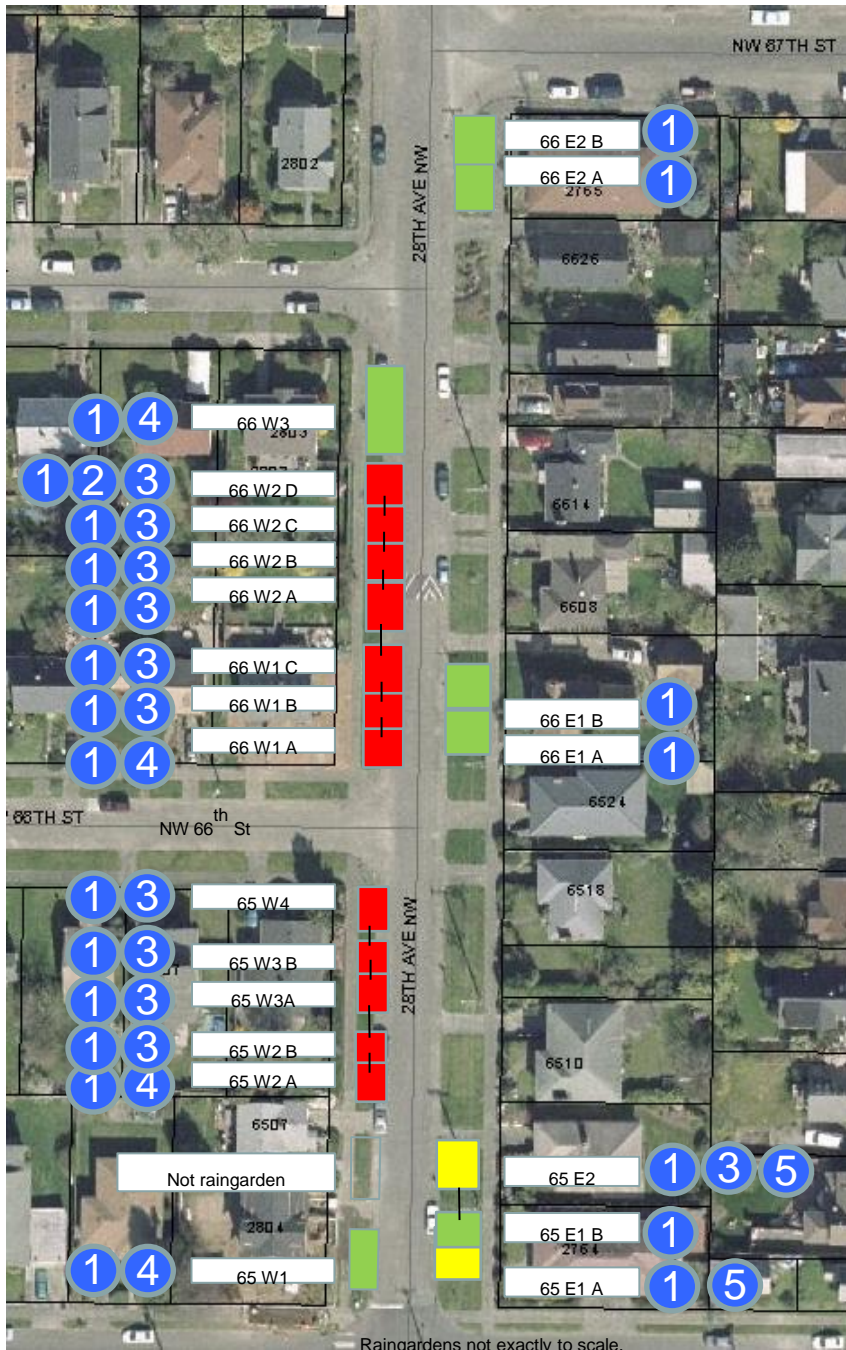 NW 67TH ST
28TH AVE NW
2802
66 E2 B 1
66 E2 A 1
2765
6626
1 4 66 W3
2803
1 2 3 66 W2 D
1 3 66 W2 C
1 3 66 W2 B
1 3 66 W2 A
6614
6608
1 3 66 W1 C
1 3 66 W1 B
1 4 66 W1 A
66 E1 B 1
66 E1 A 1
6524
66TH ST
NW 66th St
6518
1 3 65 W4
1 3 65 W3 B
1 3 65 W3A
1 3 65 W2 B
1 4 65 W2 A
28TH AVE NW
6510
6507
Not raingarden
65 E2 1 3 5
2804
65 E1 B 1
2764
1 4 65 W1
65 E1 A 1 5
Raingardens not exactly to scale.